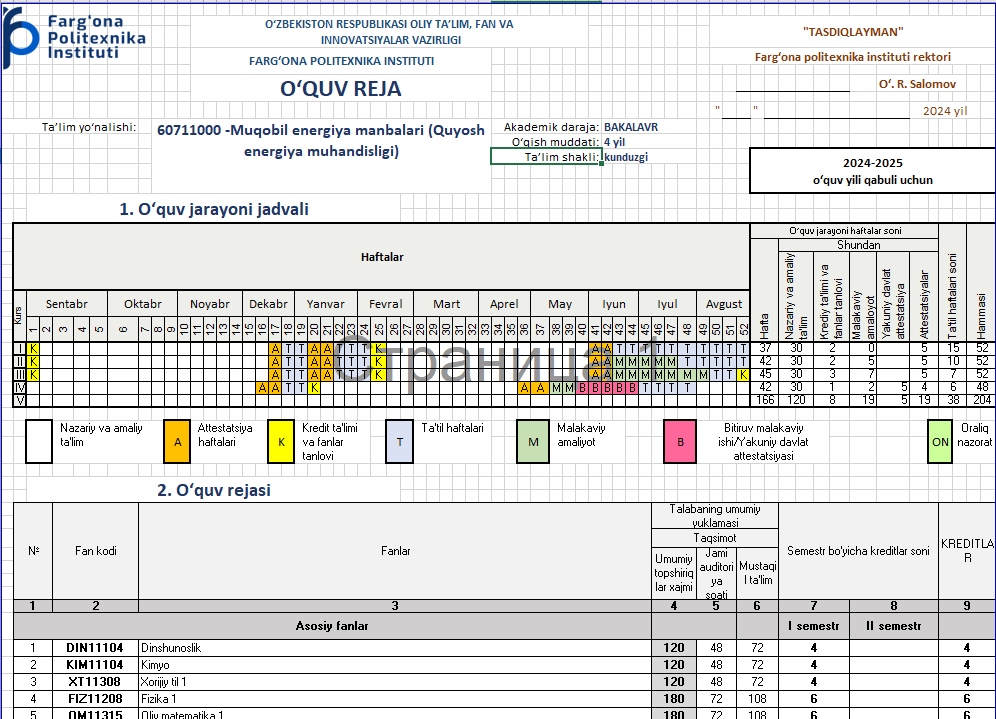 Farg'ona
Politexnika
Instituti
O‘ZBEKISTON RESPUBLIKASI OLIY TA’LIM, FAN VA
INNOVATSIYALAR VAZIRLIGI
FARG‘ONA POLITEXNIKA INSTITUTI
O‘QUV REJA
"TASDIQLAYMAN"
Farg‘ona politexnika instituti rektori
O‘. R. Salomov
" " 2024 yil
Ta’lim yo‘nalishi:
60711000 -Muqobil energiya manbalari (Quyosh
energiya muhandisligi)
Akademik daraja: BAKALAVR
O‘qish muddati: 4 yil
Ta’lim shakli: kunduzgi
2024-2025
o‘quv yili qabuli uchun
1. O‘quv jarayoni jadvali
Kurs
Haftalar
O‘quv jarayoni haftalar soni
Shundan
Hafta
Nazariy va amaliy ta'lim
Krediy ta'limi va fanlar tanlovi
Malakaviy amaloyot
Yakuniy davlat attestatsiya
Attestatsiyalar
Ta'til haftalari soni
Hammasi
Sentabr Oktabr Noyabr Dekabr Yanvar Fevral Mart Aprel May Iyun Iyul Avgust
1 2 3 4 5 6 7 8 9 10 11 12 13 14 15 16 17 18 19 20 21 22 23 24 25 26 27 28 29 30 31 32 33 34 35 36 37 38 39 40 41 42 43 44 45 46 47 48 49 50 51 52
I K A T T A A T T T K A A T T T T T T T T T 37 30 2 0 5 15 52
II K A T T A A T T T K A A M M M M M T T T T 42 30 2 5 5 10 52
III K A T T A A T T T K A A M M M M M M M T T K 45 30 3 7 5 7 52
IV A A T T K A A M M B B B B B T T T T 42 30 1 2 5 4 6 48
V 166 120 8 19 5 19 38 204
Страница 1
Nazariy va amaliy
ta'lim
A Attestatsiya
haftalari
K Kredit ta'limi
va fanlar
tanlovi
T Ta'til haftalari
M Malakaviy
amaliyot
B Bitiruv malakaviy
ishi/Yakuniy davlat
attestatsiyasi
ON Oraliq
nazorat
2. O‘quv rejasi
№ Fan kodi Fanlar
Talabaning umumiy
yuklamasi
Taqsimot
Umumiy
topshiriq
lar xajmi
Jami
auditori
ya
soati
Mustaqi
l ta'lim
Semestr bo'yicha kreditlar soni
KREDITLA
R
1 2 3 4 5 6 7 8 9
Asosiy fanlar I semestr II semestr
1 DIN11104 Dinshunoslik 120 48 72 4 4
2 KIM11104 Kimyo 120 48 72 4 4
3 XT11308 Xorijiy til 1 120 48 72 4 4
4 FIZ11208 Fizika 1 180 72 108 6 6
5 OM11315 Oliy matematika 1 180 72 108 6 6